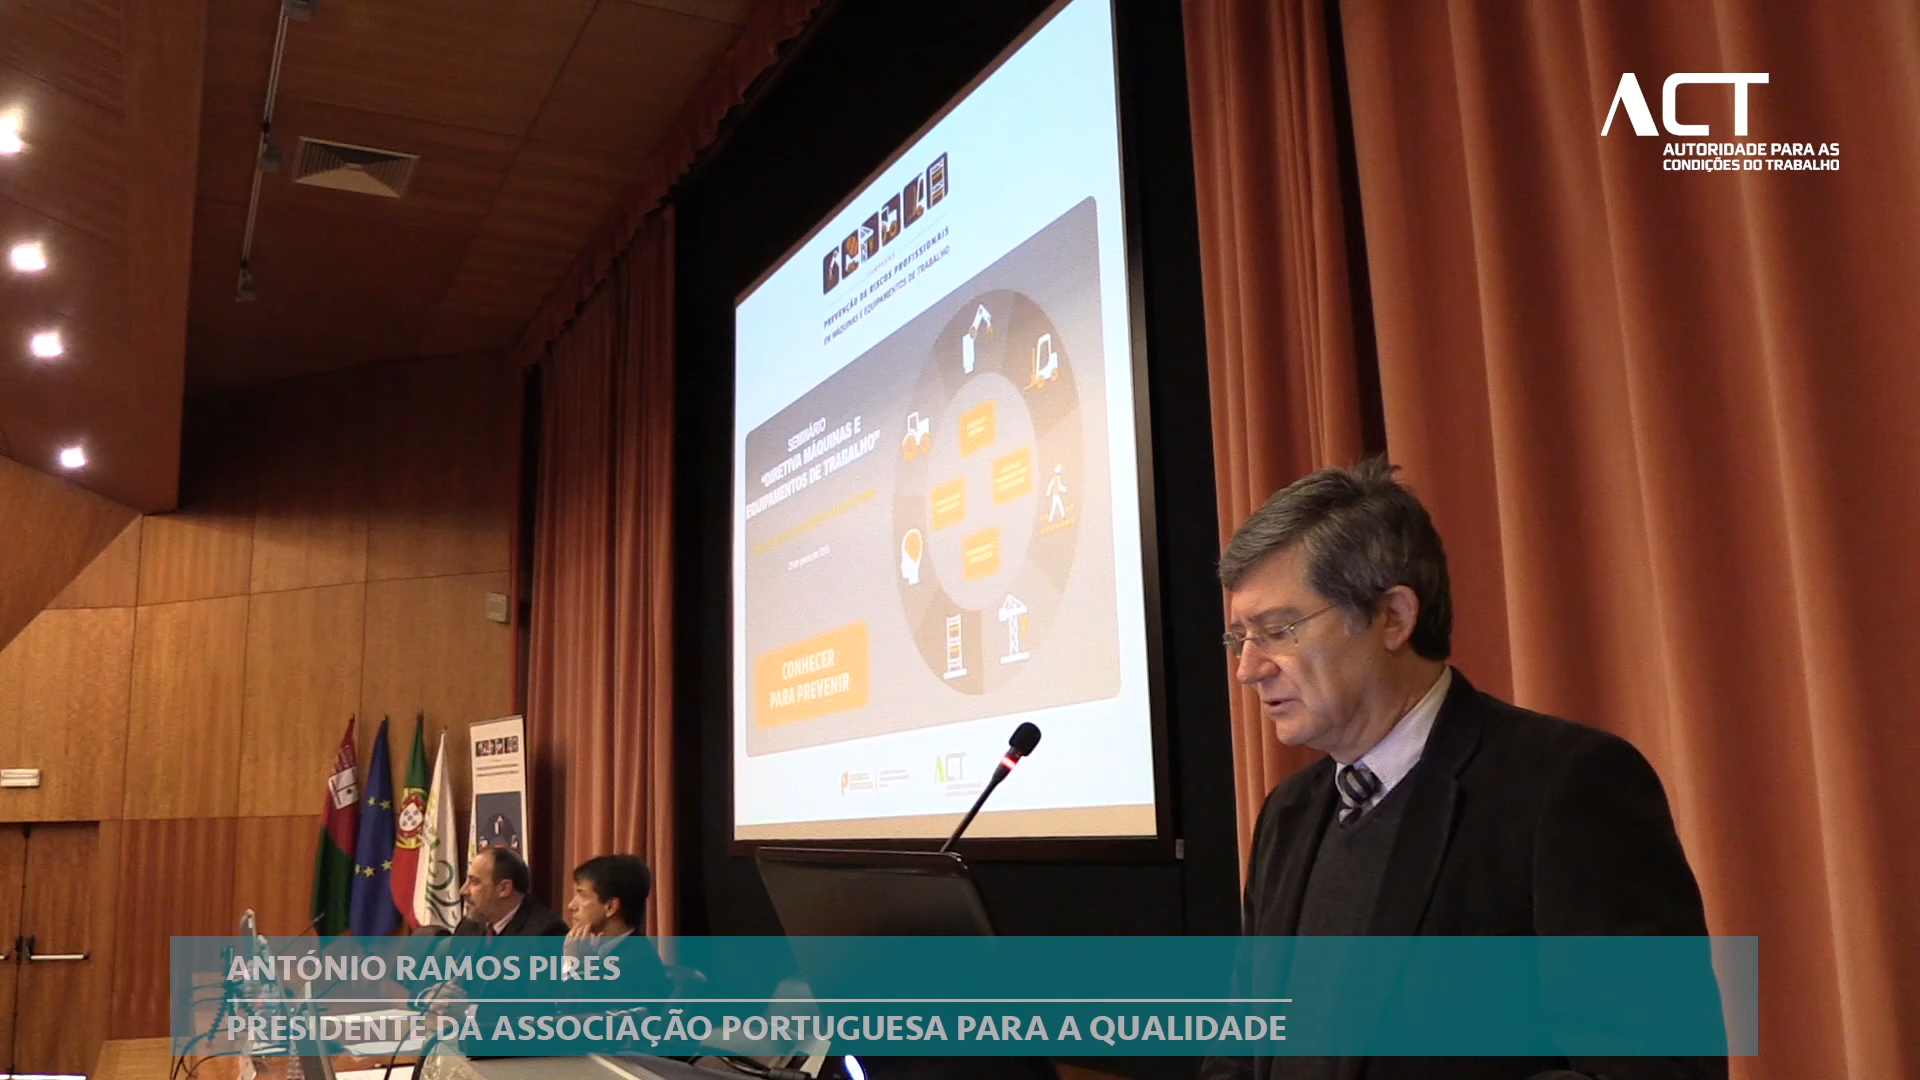 ACT
AUTORIDADE PARA AS
CONDIÇÕES DO TRABALHO
CAMPANHA
PREVENÇÃO DE RISCOS PROFISSIONAIS
EM MÁQUINAS E EQUIPAMENTOS DE TRABALHO
SEMINÁRIO
"DIRETIVA MÁQUINAS E
EQUIPAMENTOS DE TRABALHO"
CONHECER
PARA PREVENIR
ACT
ANTÓNIO RAMOS PIRES
PRESIDENTE DA ASSOCIAÇÃO PORTUGUESA PARA A QUALIDADE